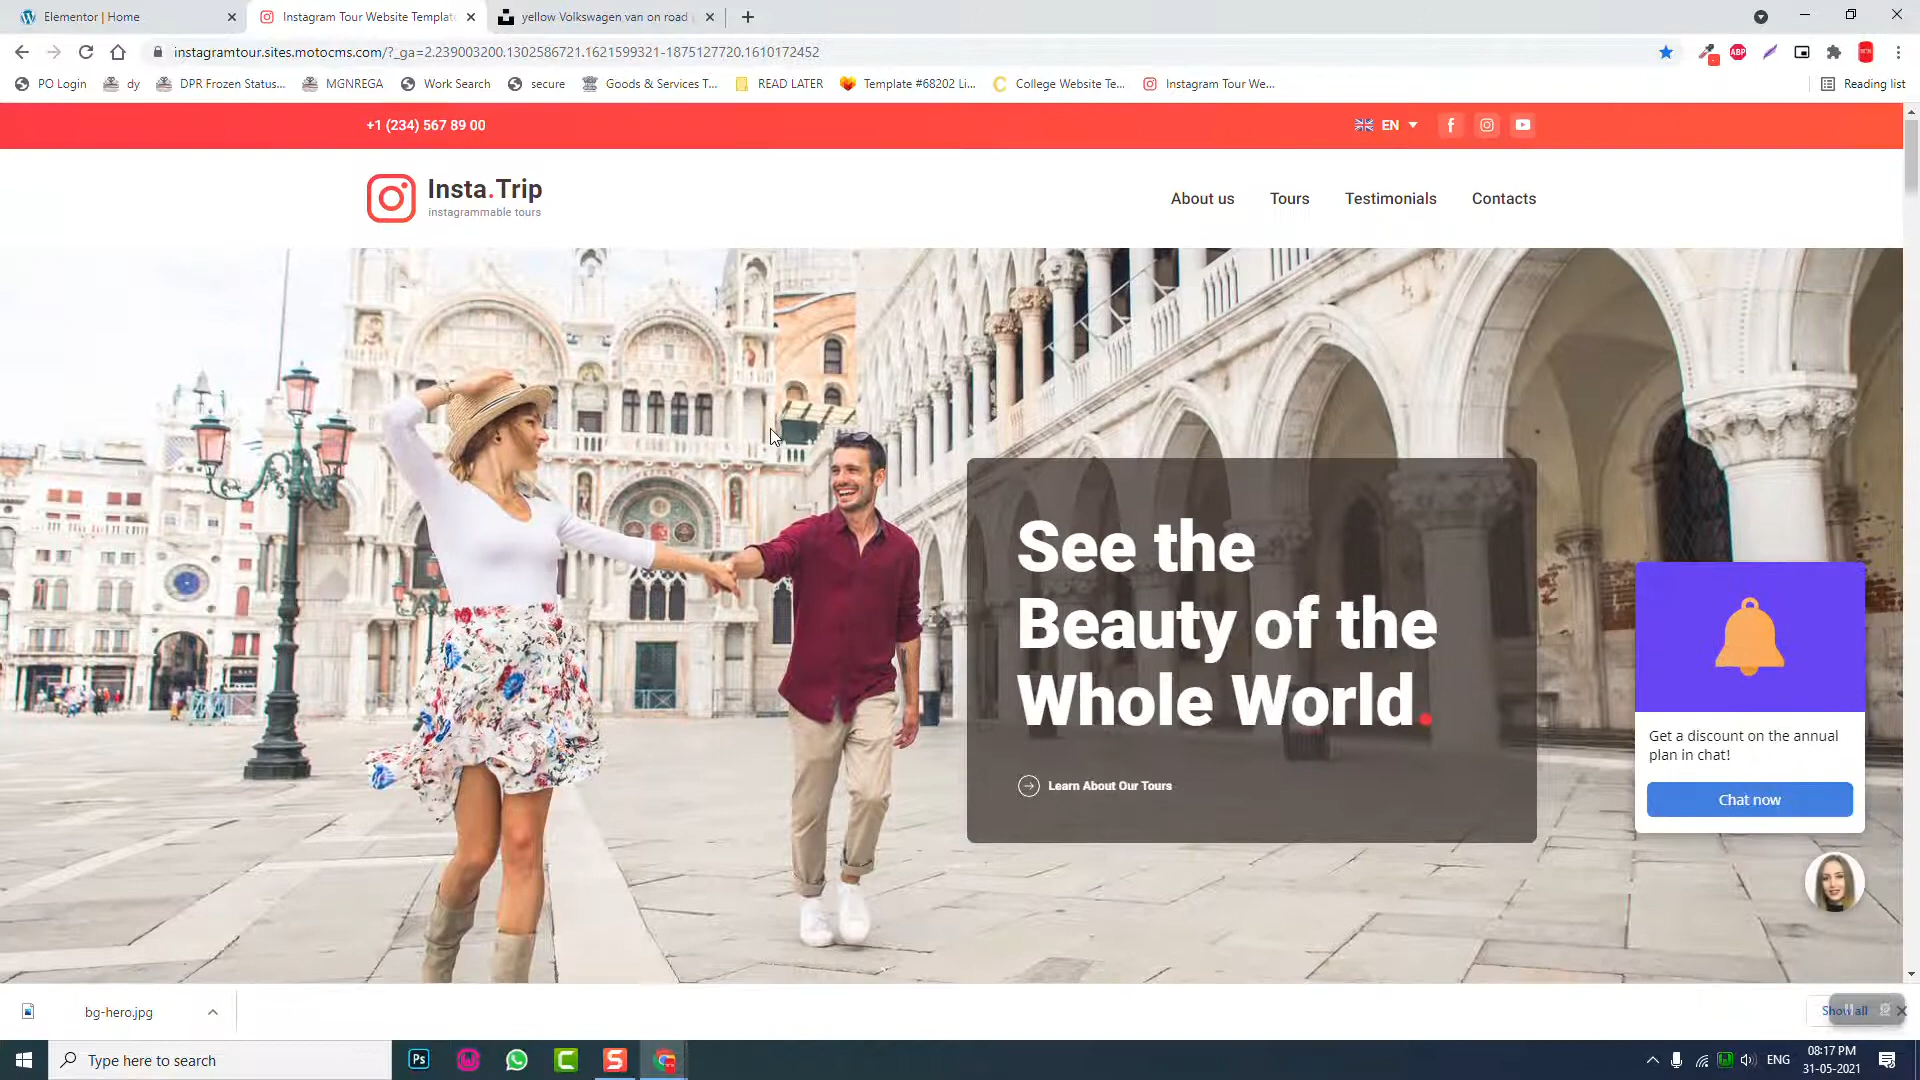 Elementor | Home
Instagram Tour Website Template
yellow Volkswagen van on road
instagramtour.sites.motocms.com/?_ga=2.239003200.1302586721.1621599321-1875127720.1610172452
ABP
PO Login
dy
DPR Frozen Status...
MGNREGA
Work Search
secure
Goods & Services T...
READ LATER
Template #68202 Li...
College Website Te...
Instagram Tour We...
Reading list
+1 (234) 567 89 00
EN
Insta.Trip
instagrammable tours
About us
Tours
Testimonials
Contacts
See the
Beauty of the
Whole World.
Learn About Our Tours
Get a discount on the annual
plan in chat!
Chat now
bg-hero.jpg
Show all
Type here to search
Ps
ENG
08:17 PM
31-05-2021